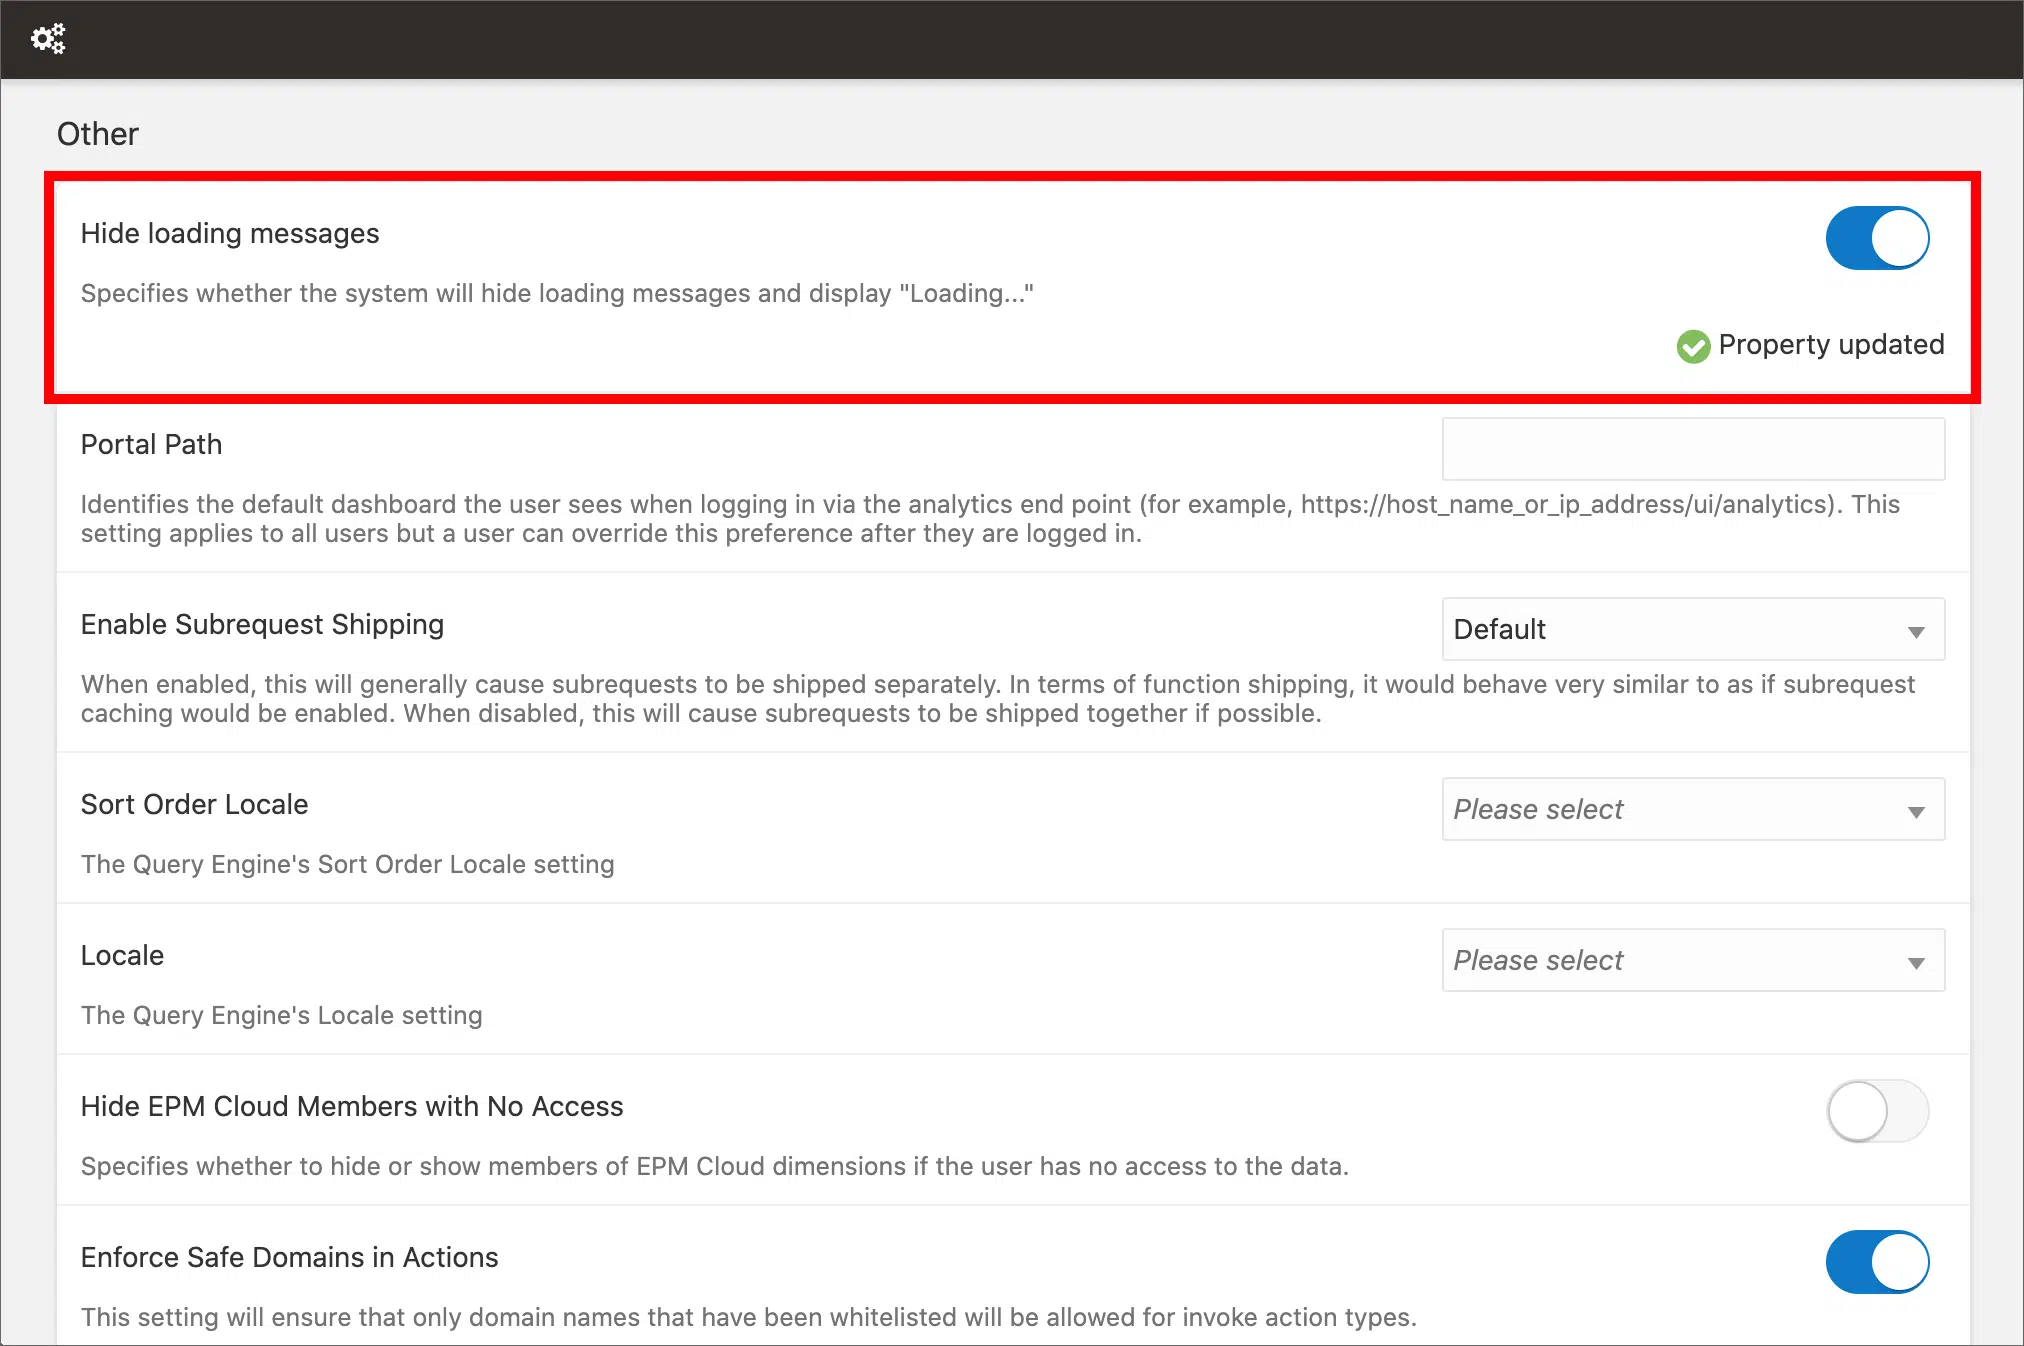 Other
Hide loading messages
Specifies whether the system will hide loading messages and display "Loading..."
Property updated
Portal Path
Identifies the default dashboard the user sees when logging in via the analytics end point (for example, https://host_name_or_ip_address/ui/analytics). This
setting applies to all users but a user can override this preference after they are logged in.
Enable Subrequest Shipping
Default
When enabled, this will generally cause subrequests to be shipped separately. In terms of function shipping, it would behave very similar to as if subrequest
caching would be enabled. When disabled, this will cause subrequests to be shipped together if possible.
Sort Order Locale
Please select
The Query Engine's Sort Order Locale setting
Locale
Please select
The Query Engine's Locale setting
Hide EPM Cloud Members with No Access
Specifies whether to hide or show members of EPM Cloud dimensions if the user has no access to the data.
Enforce Safe Domains in Actions
This setting will ensure that only domain names that have been whitelisted will be allowed for invoke action types.